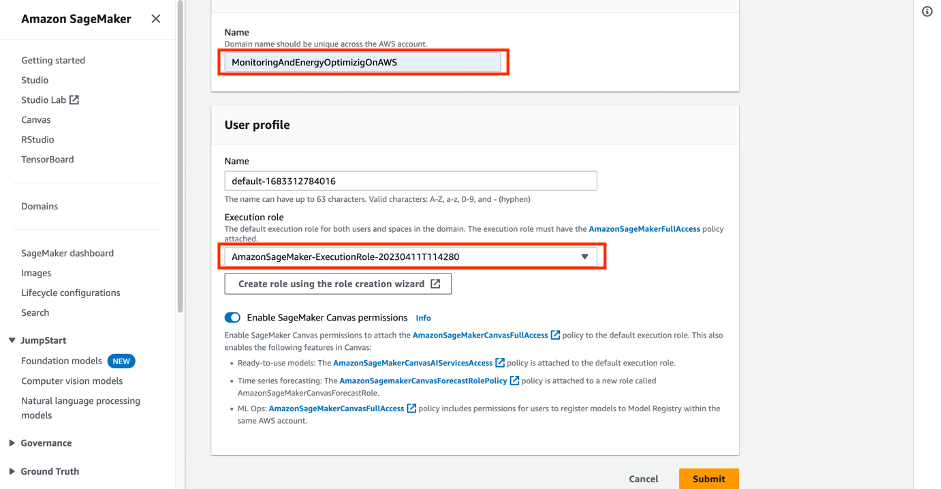 Amazon SageMaker
Getting started
Studio
Studio Lab
Canvas
RStudio
TensorBoard
Domains
SageMaker dashboard
Images
Lifecycle configurations
Search
JumpStart
Foundation models NEW
Computer vision models
Natural language processing
models
Governance
Ground Truth
Name
Domain name should be unique across the AWS account.
MonitoringAndEnergyOptimizigOnAWS
User profile
Name
default-1683312784016
The name can have up to 63 characters. Valid characters: A-Z, a-z, 0-9, and - (hyphen)
Execution role
The default execution role for both users and spaces in the domain. The execution role must have the AmazonSageMakerFullAccess policy
attached.
AmazonSageMaker-ExecutionRole-20230411T114280
Create role using the role creation wizard
Enable SageMaker Canvas permissions Info
Enable SageMaker Canvas permissions to attach the AmazonSageMakerCanvasFullAccess policy to the default execution role. This also
enables the following features in Canvas:
• Ready-to-use models: The AmazonSageMakerCanvasAIServicesAccess policy is attached to the default execution role.
• Time series forecasting: The AmazonSagemakerCanvasForecastRolePolicy policy is attached to a new role called
AmazonSageMakerCanvasForecastRole.
• ML Ops: AmazonSageMakerCanvasFullAccess policy includes permissions for users to register models to Model Registry within the
same AWS account.
Cancel
Submit